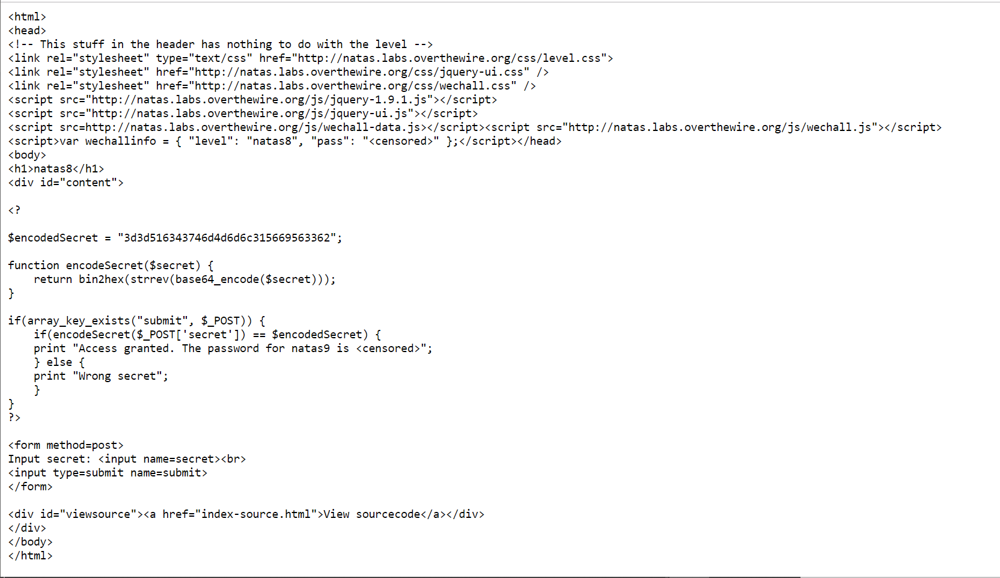 <html>
<head>
<!-- This stuff in the header has nothing to do with the level -->
<link rel="stylesheet" type="text/css" href="http://natas.labs.overthewire.org/css/level.css">
<link rel="stylesheet" href="http://natas.labs.overthewire.org/css/jquery-ui.css" />
<link rel="stylesheet" href="http://natas.labs.overthewire.org/css/wechall.css" />
<script src="http://natas.labs.overthewire.org/js/jquery-1.9.1.js"></script>
<script src="http://natas.labs.overthewire.org/js/jquery-ui.js"></script>
<script src=http://natas.labs.overthewire.org/js/wechall-data.js></script><script src="http://natas.labs.overthewire.org/js/wechall.js"></script>
<script>var wechallinfo = { "level": "natas8", "pass": "<censored>" };</script></head>
<body>
<h1>natas8</h1>
<div id="content">

<?

$encodedSecret = "3d3d516343746d4d6d6c315669563362";

function encodeSecret($secret) {
    return bin2hex(strrev(base64_encode($secret)));
}

if(array_key_exists("submit", $_POST)) {
    if(encodeSecret($_POST['secret']) == $encodedSecret) {
    print "Access granted. The password for natas9 is <censored>";
    } else {
    print "Wrong secret";
    }
}
?>

<form method=post>
Input secret: <input name=secret><br>
<input type=submit name=submit>
</form>

<div id="viewsource"><a href="index-source.html">View sourcecode</a></div>
</div>
</body>
</html>